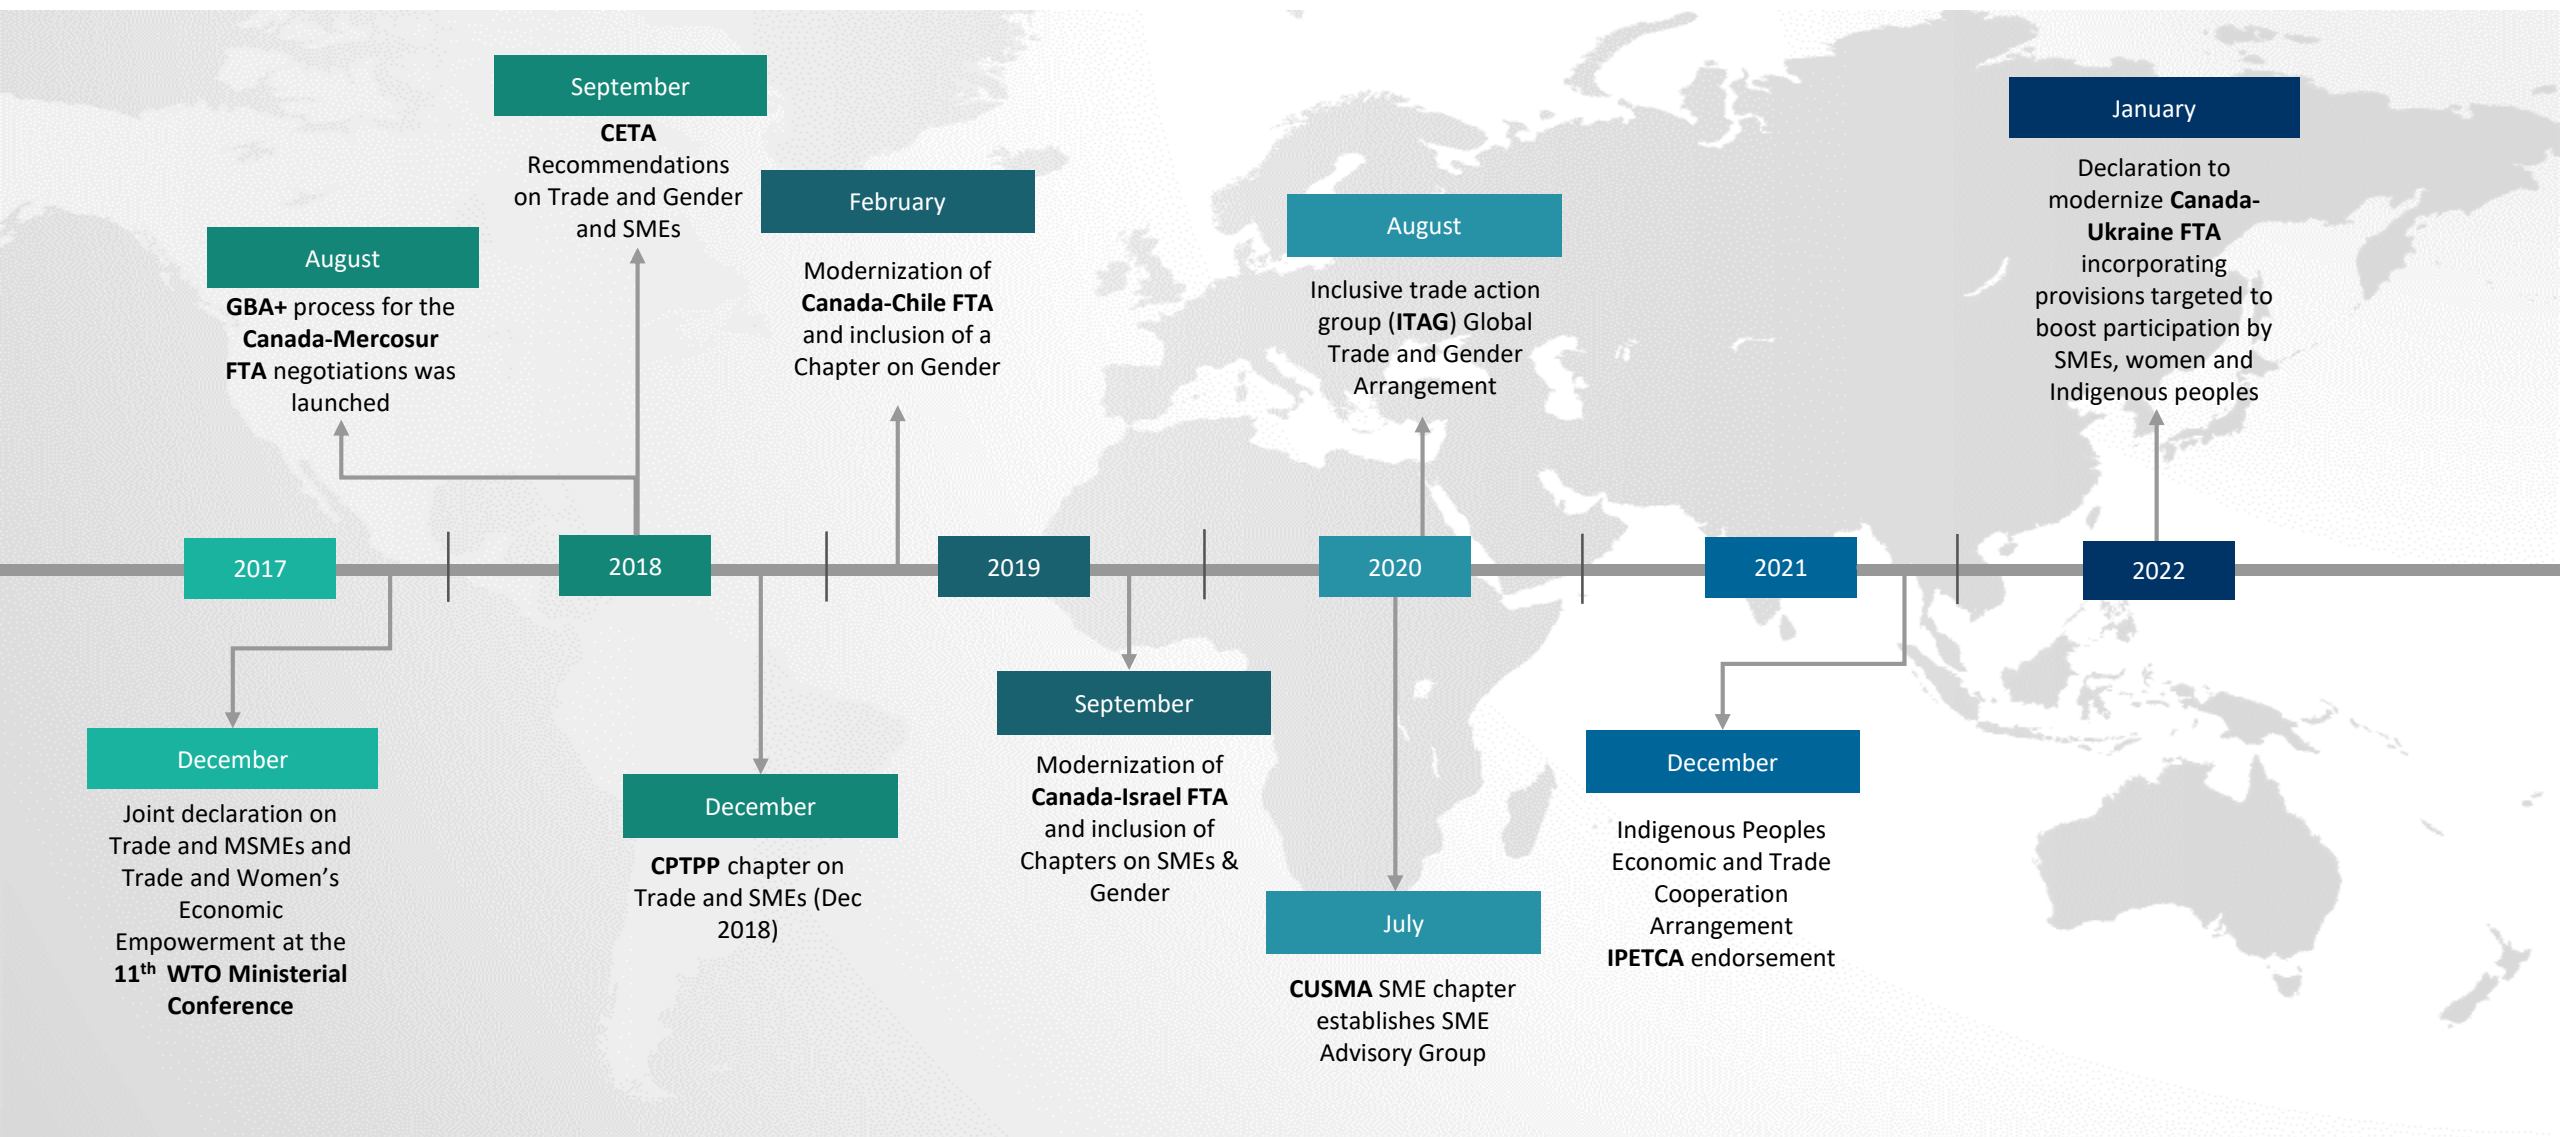 September
CETA
Recommendations
on Trade and Gender
and SMEs
August
GBA+ process for the
Canada-Mercosur
FTA negotiations was
launched
February
Modernization of
Canada-Chile FTA
and inclusion of a
Chapter on Gender
August
Inclusive trade action
group (ITAG) Global
Trade and Gender
Arrangement
January
Declaration to
modernize Canada-
Ukraine FTA
incorporating
provisions targeted to
boost participation by
SMEs, women and
Indigenous peoples
2017
2018
2019
2020
2021
2022
December
Joint declaration on
Trade and MSMEs and
Trade and Women’s
Economic
Empowerment at the
11th WTO Ministerial
Conference
December
CPTPP chapter on
Trade and SMEs (Dec
2018)
September
Modernization of
Canada-Israel FTA
and inclusion of
Chapters on SMEs &
Gender
July
CUSMA SME chapter
establishes SME
Advisory Group
December
Indigenous Peoples
Economic and Trade
Cooperation
Arrangement
IPETCA endorsement